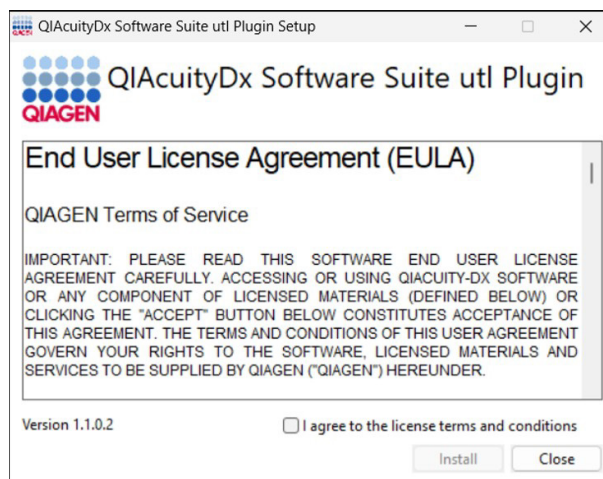 QIAcuityDx Software Suite utl Plugin Setup
QIAcuityDx Software Suite utl Plugin
QIAGEN
End User License Agreement (EULA)
QIAGEN Terms of Service
IMPORTANT: PLEASE READ THIS SOFTWARE END USER LICENSE
AGREEMENT CAREFULLY. ACCESSING OR USING QIACUITY-DX SOFTWARE
OR ANY COMPONENT OF LICENSED MATERIALS (DEFINED BELOW) OR
CLICKING THE "ACCEPT" BUTTON BELOW CONSTITUTES ACCEPTANCE OF
THIS AGREEMENT. THE TERMS AND CONDITIONS OF THIS USER AGREEMENT
GOVERN YOUR RIGHTS TO THE SOFTWARE, LICENSED MATERIALS AND
SERVICES TO BE SUPPLIED BY QIAGEN ("QIAGEN") HEREUNDER.
Version 1.1.0.2
I agree to the license terms and conditions
Install
Close